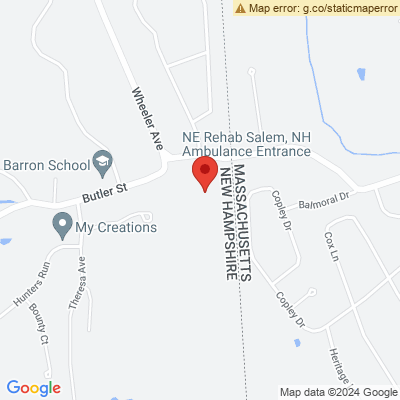 Map error: g.co/staticmaperror
Wheeler Ave
NE Rehab Salem, NH
Ambulance Entrance
Barron School
Butler St
MASSACHUSETTS
NEW HAMPSHIRE
Balmoral Dr
Copley Dr
My Creations
Cox Ln
Hunters Run
Theresa Ave
Copley Dr
Bounty Ct
Heritage
Google
Map data ©2024 Google